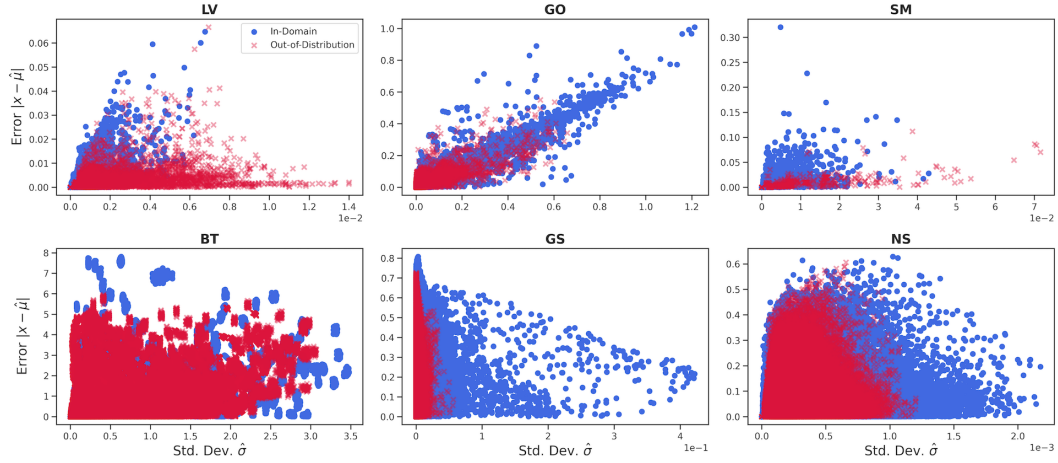 LV
GO
SM
In-Domain
Out-of-Distribution
Error |x − μ̂|
0.06
0.05
0.04
0.03
0.02
0.01
0.00
0.0 0.2 0.4 0.6 0.8 1.0 1.2 1.4
1e−2
1.0
0.8
0.6
0.4
0.2
0.0
0.0 0.2 0.4 0.6 0.8 1.0 1.2
0.30
0.25
0.20
0.15
0.10
0.05
0.00
0 1 2 3 4 5 6 7
1e−2
BT
GS
NS
Error |x − μ̂|
8
7
6
5
4
3
2
1
0
0.0 0.5 1.0 1.5 2.0 2.5 3.0 3.5
Std. Dev. σ̂
0.8
0.7
0.6
0.5
0.4
0.3
0.2
0.1
0.0
0 1 2 3 4
1e−1
Std. Dev. σ̂
0.6
0.5
0.4
0.3
0.2
0.1
0.0
0.0 0.5 1.0 1.5 2.0
1e−3
Std. Dev. σ̂